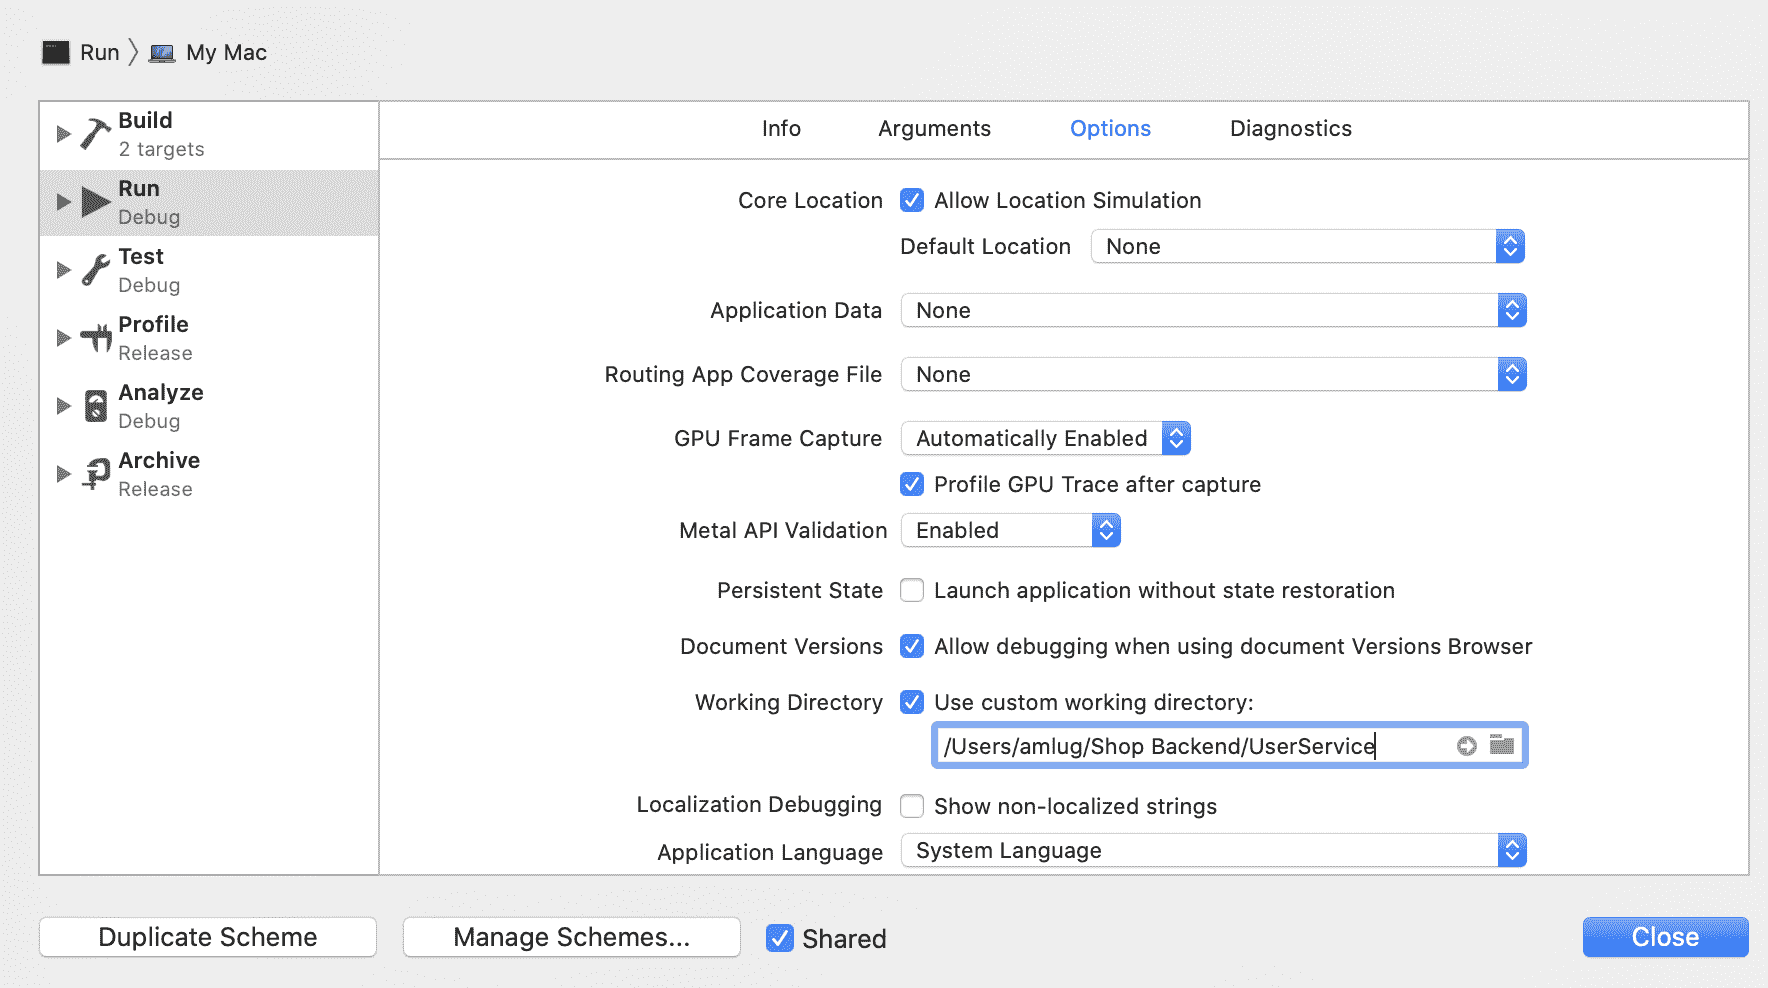 Run My Mac
Build
2 targets
Run
Debug
Test
Debug
Profile
Release
Analyze
Debug
Archive
Release
Info Arguments Options Diagnostics
Core Location Allow Location Simulation
Default Location None
Application Data None
Routing App Coverage File None
GPU Frame Capture Automatically Enabled
Profile GPU Trace after capture
Metal API Validation Enabled
Persistent State Launch application without state restoration
Document Versions Allow debugging when using document Versions Browser
Working Directory Use custom working directory:
/Users/amlug/Shop Backend/UserService
Localization Debugging Show non-localized strings
Application Language System Language
Duplicate Scheme Manage Schemes... Shared Close